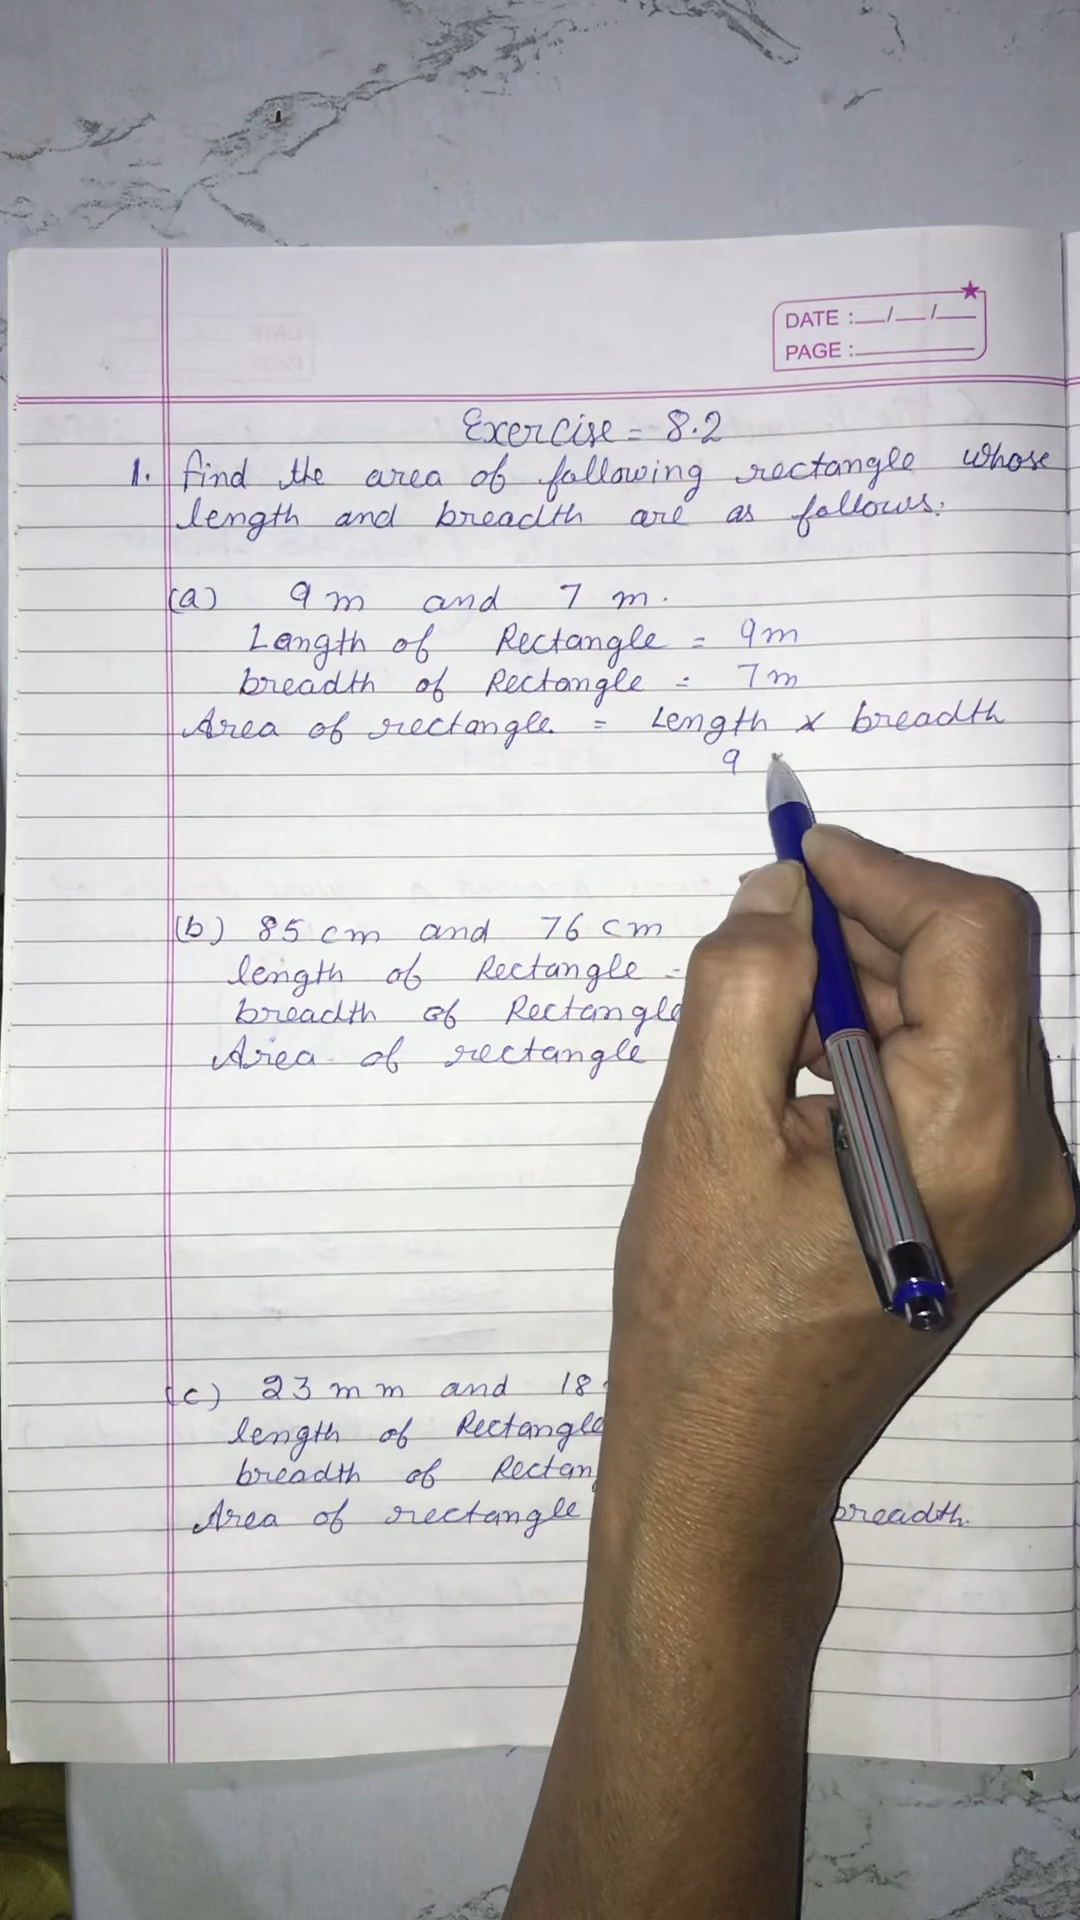 DATE :__/__/__
PAGE :______
Exercise = 8.2
1. find the area of following rectangle whose
length and breadth are as follows:
(a) 9 m and 7 m.
Langth of Rectangle = 9m
breadth of Rectangle = 7m
Area of rectangle. = Length × breadth
9
(b) 85 cm and 76 cm
length of Rectangle =
breadth of Rectangle
Area of rectangle
(c) 23 mm and 18
length of Rectangle
breadth of Rectan
Area of rectangle breadth.